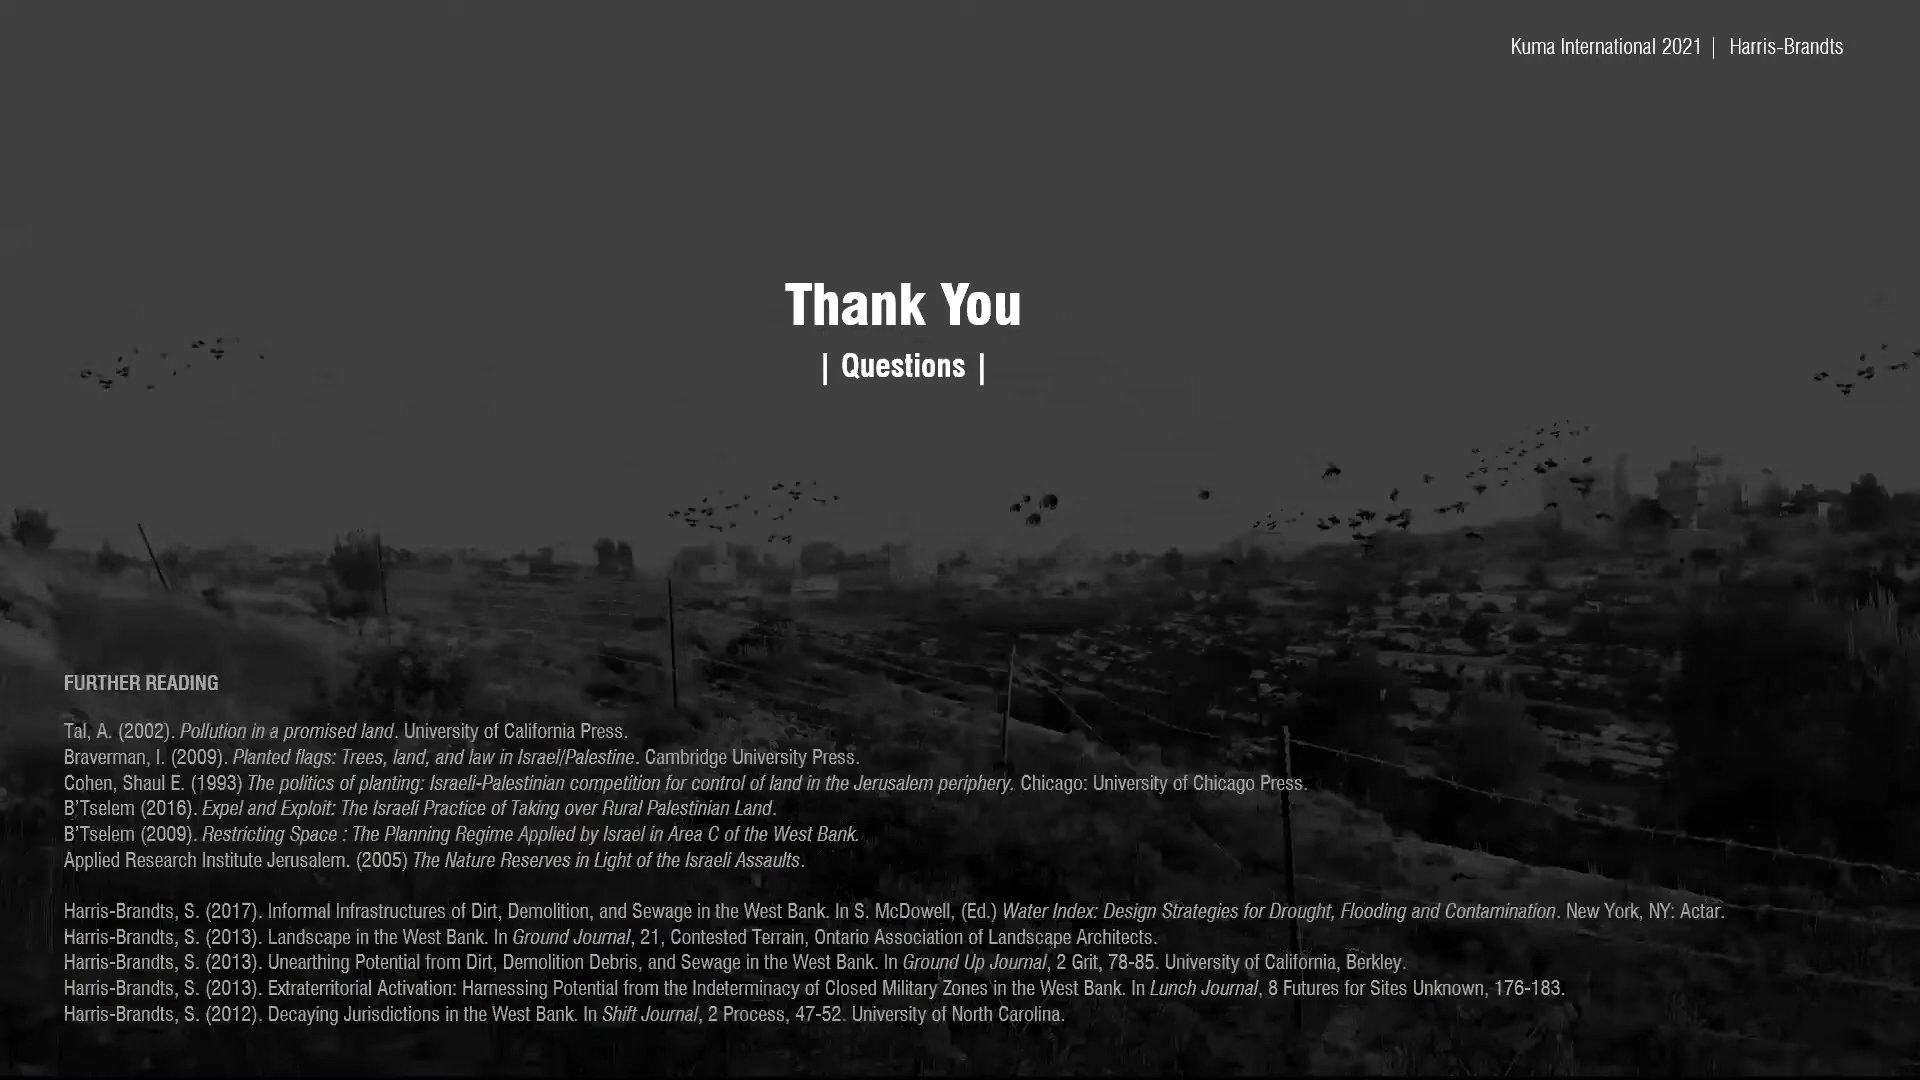 Kuma International 2021 | Harris-Brandts
Thank You
| Questions |
FURTHER READING
Tal, A. (2002). Pollution in a promised land. University of California Press.
Braverman, I. (2009). Planted flags: Trees, land, and law in Israel/Palestine. Cambridge University Press.
Cohen, Shaul E. (1993) The politics of planting: Israeli-Palestinian competition for control of land in the Jerusalem periphery. Chicago: University of Chicago Press.
B'Tselem (2016). Expel and Exploit: The Israeli Practice of Taking over Rural Palestinian Land.
B'Tselem (2009). Restricting Space : The Planning Regime Applied by Israel in Area C of the West Bank.
Applied Research Institute Jerusalem. (2005) The Nature Reserves in Light of the Israeli Assaults.
Harris-Brandts, S. (2017). Informal Infrastructures of Dirt, Demolition, and Sewage in the West Bank. In S. McDowell, (Ed.) Water Index: Design Strategies for Drought, Flooding and Contamination. New York, NY: Actar.
Harris-Brandts, S. (2013). Landscape in the West Bank. In Ground Journal, 21, Contested Terrain, Ontario Association of Landscape Architects.
Harris-Brandts, S. (2013). Unearthing Potential from Dirt, Demolition Debris, and Sewage in the West Bank. In Ground Up Journal, 2 Grit, 78-85. University of California, Berkley.
Harris-Brandts, S. (2013). Extraterritorial Activation: Harnessing Potential from the Indeterminacy of Closed Military Zones in the West Bank. In Lunch Journal, 8 Futures for Sites Unknown, 176-183.
Harris-Brandts, S. (2012). Decaying Jurisdictions in the West Bank. In Shift Journal, 2 Process, 47-52. University of North Carolina.